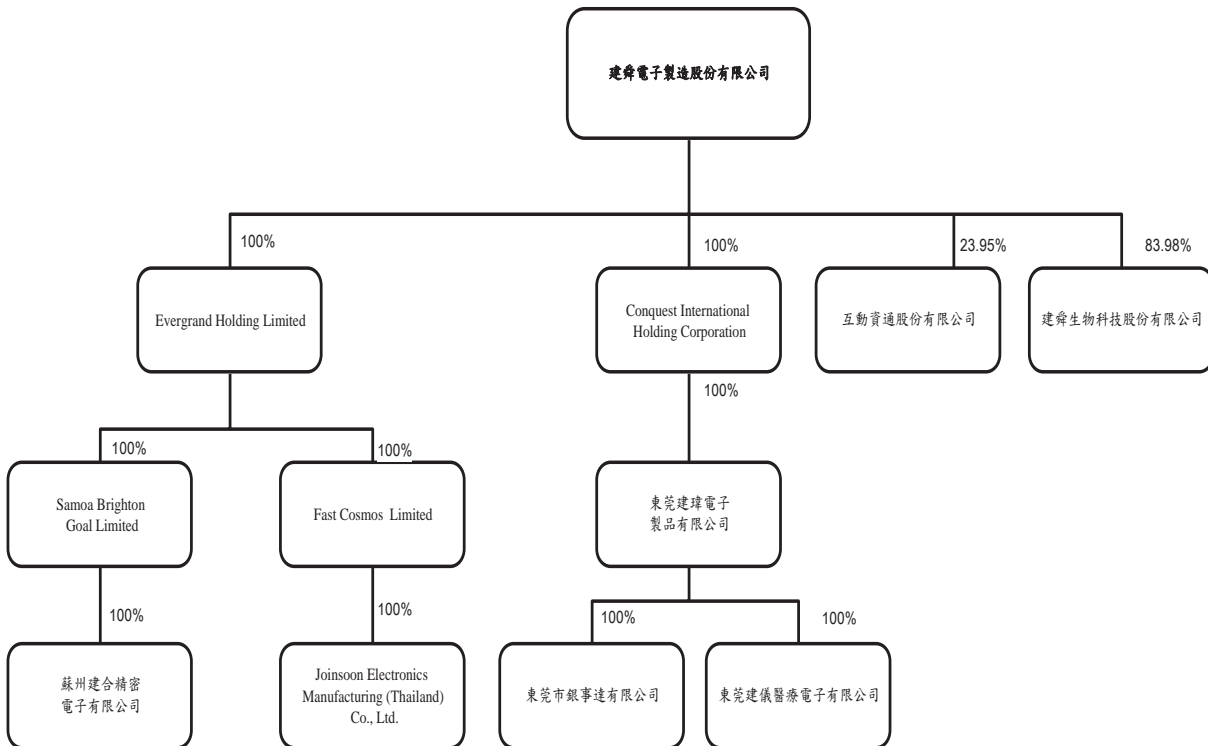 建舜電子製造股份有限公司
100%
100%
23.95%
83.98%
Evergrand Holding Limited
Conquest International
Holding Corporation
互動資通股份有限公司
建舜生物科技股份有限公司
100%
100%
100%
Samoa Brighton
Goal Limited
Fast Cosmos Limited
東莞建瑋電子
製品有限公司
100%
100%
100%
100%
蘇州建合精密
電子有限公司
Joinsoon Electronics
Manufacturing (Thailand)
Co., Ltd.
東莞市銀事達有限公司
東莞建儀醫療電子有限公司